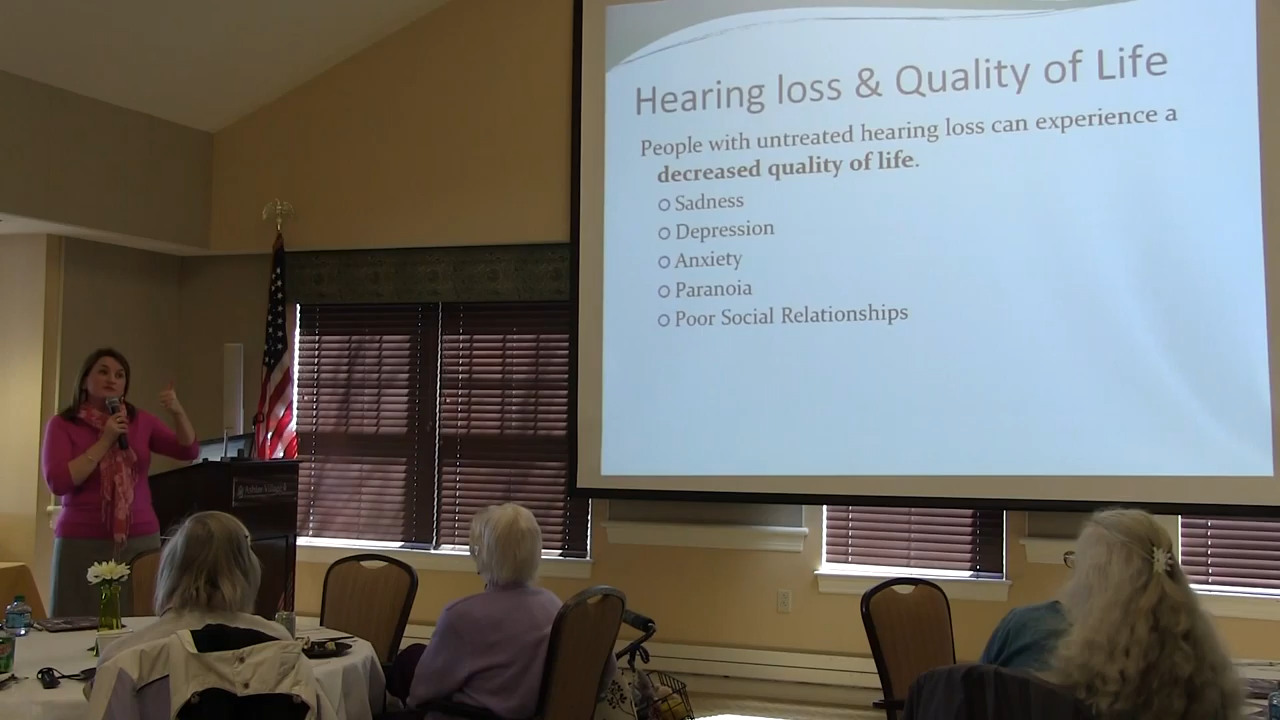 Hearing loss & Quality of Life
People with untreated hearing loss can experience a
decreased quality of life.
Sadness
Depression
Anxiety
Paranoia
Poor Social Relationships